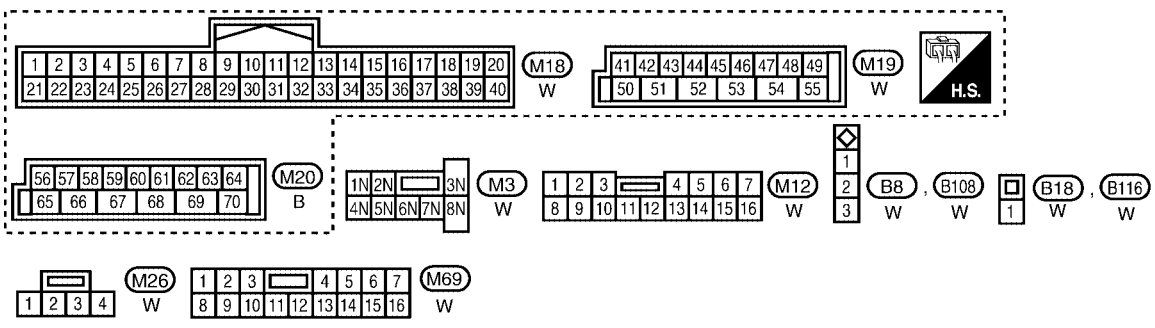 1 2 3 4 5 6 7 8 9 10 11 12 13 14 15 16 17 18 19 20
21 22 23 24 25 26 27 28 29 30 31 32 33 34 35 36 37 38 39 40
M18
W
41 42 43 44 45 46 47 48 49
50 51 52 53 54 55
M19
W
H.S.
56 57 58 59 60 61 62 63 64
65 66 67 68 69 70
M20
B
1N 2N 3N
4N 5N 6N 7N 8N
M3
W
1 2 3 4 5 6 7
8 9 10 11 12 13 14 15 16
M12
W
1
2
3
B8 , B108
W W
1
B18 , B116
W W
1 2 3 4
M26
W
1 2 3 4 5 6 7
8 9 10 11 12 13 14 15 16
M69
W